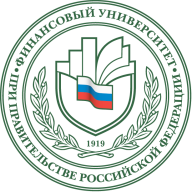 • ФИНАНСОВЫЙ УНИВЕРСИТЕТ •
ПРИ ПРАВИТЕЛЬСТВЕ РОССИЙСКОЙ ФЕДЕРАЦИИ
1919